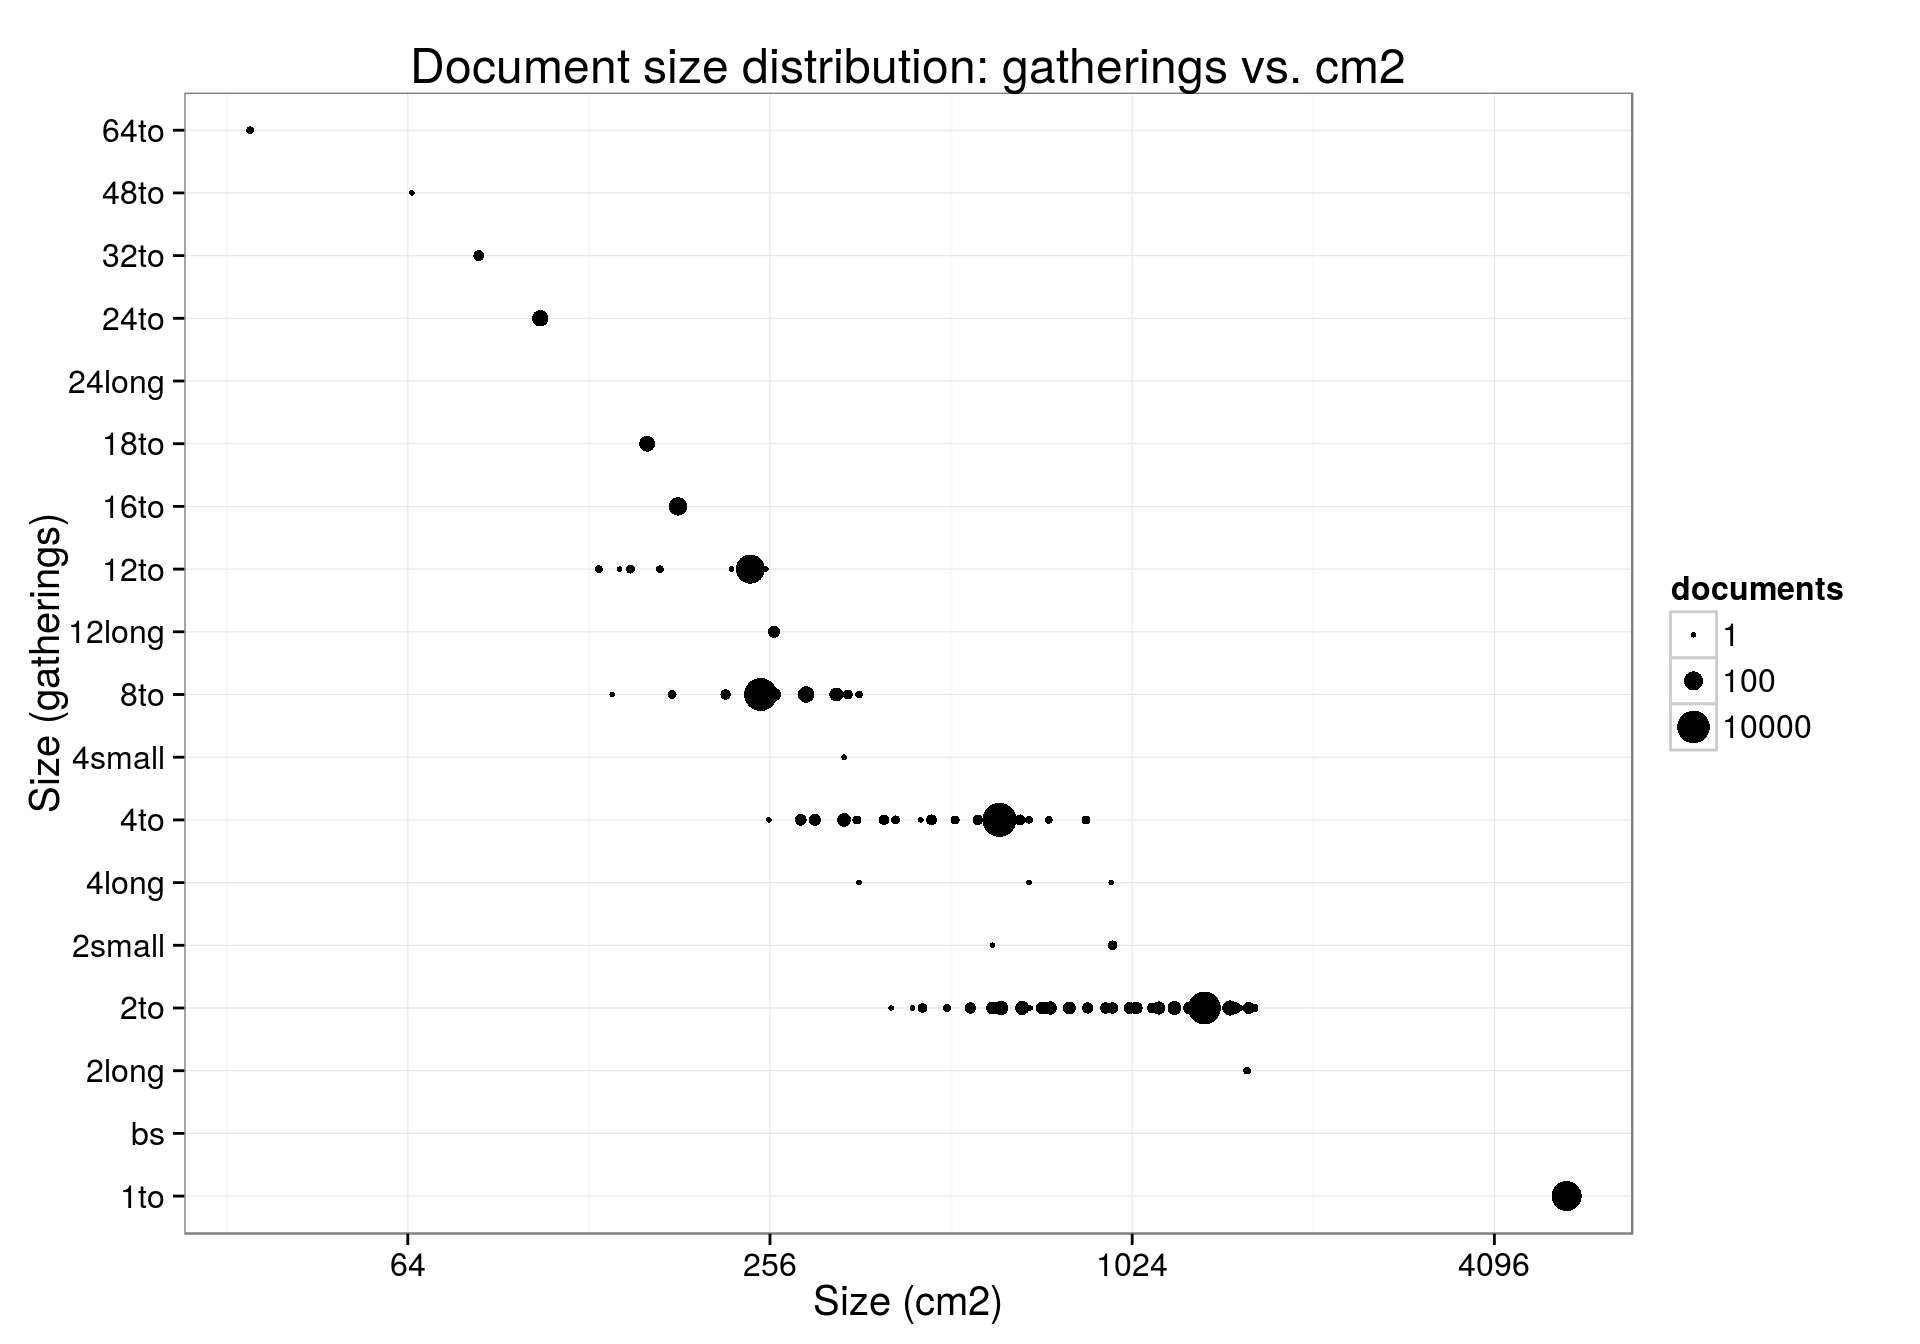 Document size distribution: gatherings vs. cm2
64to
48to
32to
24to
24long
18to
16to
12to
12long
8to
4small
4to
4long
2small
2to
2long
bs
1to
Size (gatherings)
64
256
1024
4096
Size (cm2)
documents
1
100
10000